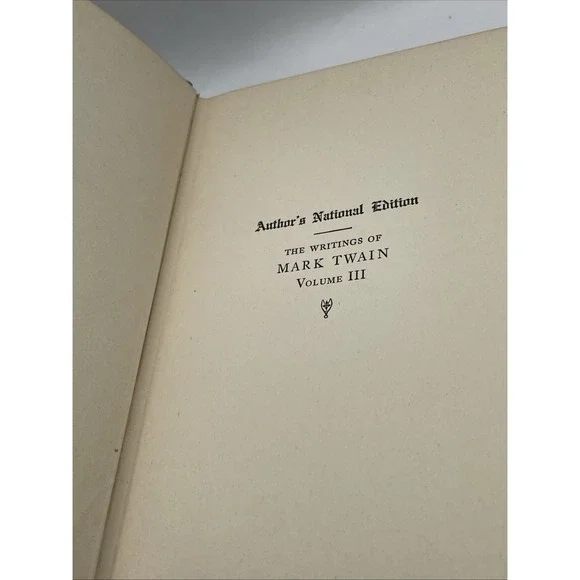 Author's National Edition
THE WRITINGS OF
MARK TWAIN
VOLUME III